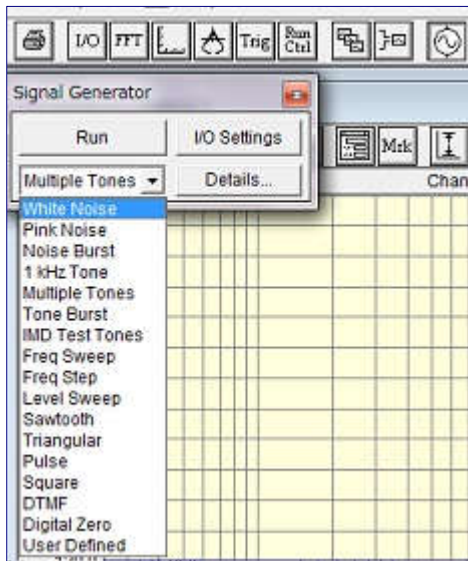 I/O FFT Trig Run Ctrl
Signal Generator
Run I/O Settings
Mrk
Multiple Tones Details...
Chan
White Noise
Pink Noise
Noise Burst
1 kHz Tone
Multiple Tones
Tone Burst
IMD Test Tones
Freq Sweep
Freq Step
Level Sweep
Sawtooth
Triangular
Pulse
Square
DTMF
Digital Zero
User Defined